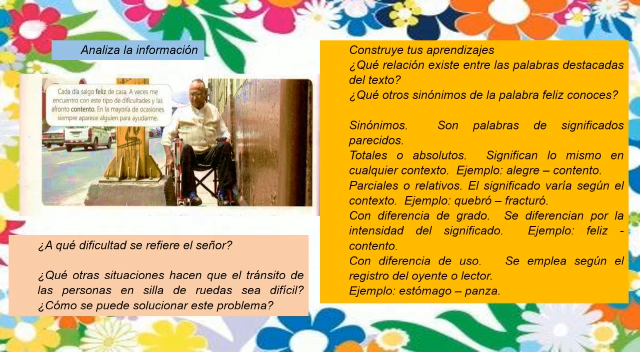 Analiza la información
Cada día salgo feliz de casa. A veces me
encuentro con este tipo de dificultades y las
afronto contento. En la mayoría de ocasiones
siempre aparece alguien para ayudarme.
¿A qué dificultad se refiere el señor?
¿Qué otras situaciones hacen que el tránsito de
las personas en silla de ruedas sea difícil?
¿Cómo se puede solucionar este problema?
Construye tus aprendizajes
¿Qué relación existe entre las palabras destacadas
del texto?
¿Qué otros sinónimos de la palabra feliz conoces?
Sinónimos. Son palabras de significados
parecidos.
Totales o absolutos. Significan lo mismo en
cualquier contexto. Ejemplo: alegre – contento.
Parciales o relativos. El significado varía según el
contexto. Ejemplo: quebró – fracturó.
Con diferencia de grado. Se diferencian por la
intensidad del significado. Ejemplo: feliz -
contento.
Con diferencia de uso. Se emplea según el
registro del oyente o lector.
Ejemplo: estómago – panza.